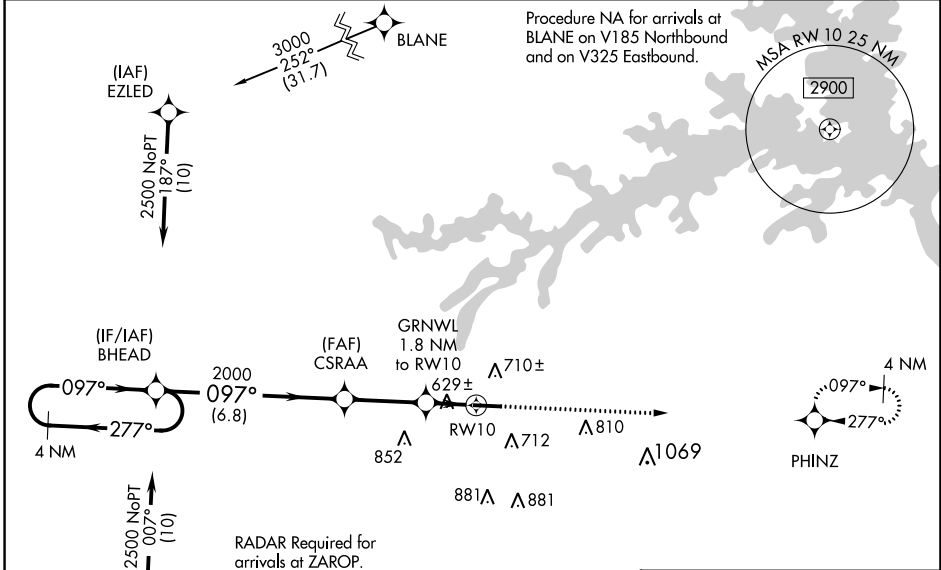 Procedure NA for arrivals at
BLANE on V185 Northbound
and on V325 Eastbound.
BLANE
3000
252°
(31.7)
MSA RW 10 25 NM
2900
(IAF)
EZLED
2500 NoPT
187°
(10)
(IF/IAF)
BHEAD
097°
277°
4 NM
2000
097°
(6.8)
(FAF)
CSRAA
GRNWL
1.8 NM
to RW10
629±
710±
RW10
852
712
810
1069
881
881
4 NM
097°
277°
PHINZ
2500 NoPT
007°
(10)
RADAR Required for
arrivals at ZAROP.